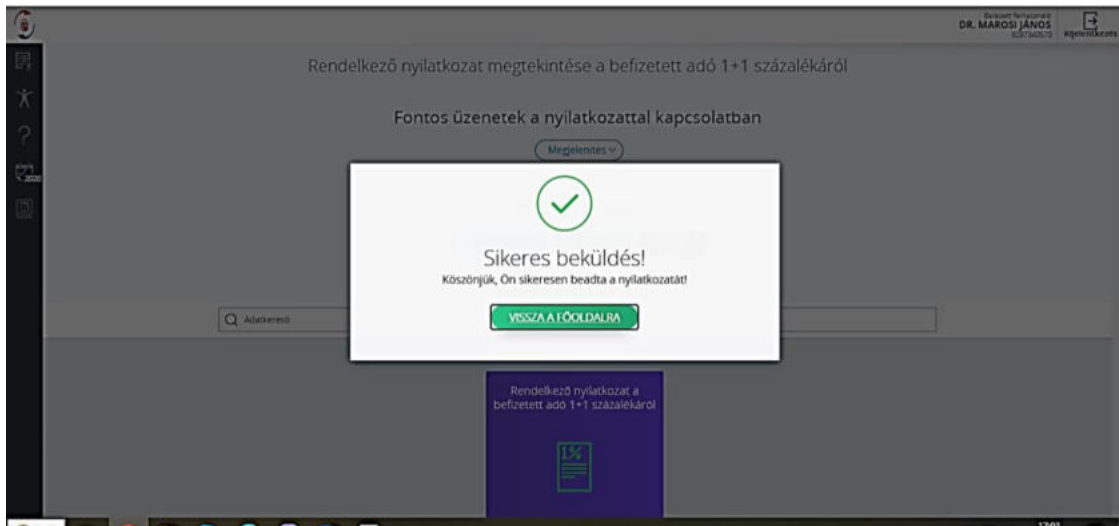 DR. MAROSI JÁNOS
Kijelentkezés
Rendelkező nyilatkozat megtekintése a befizetett adó 1+1 százalékáról
Fontos üzenetek a nyilatkozattal kapcsolatban
Megjelenítés
2020
Sikeres beküldés!
Köszönjük, Ön sikeresen beadta a nyilatkozatát!
VISSZA A FŐOLDALRA
Adatkereső
Rendelkező nyilatkozat a
befizetett adó 1+1 százalékáról
1%